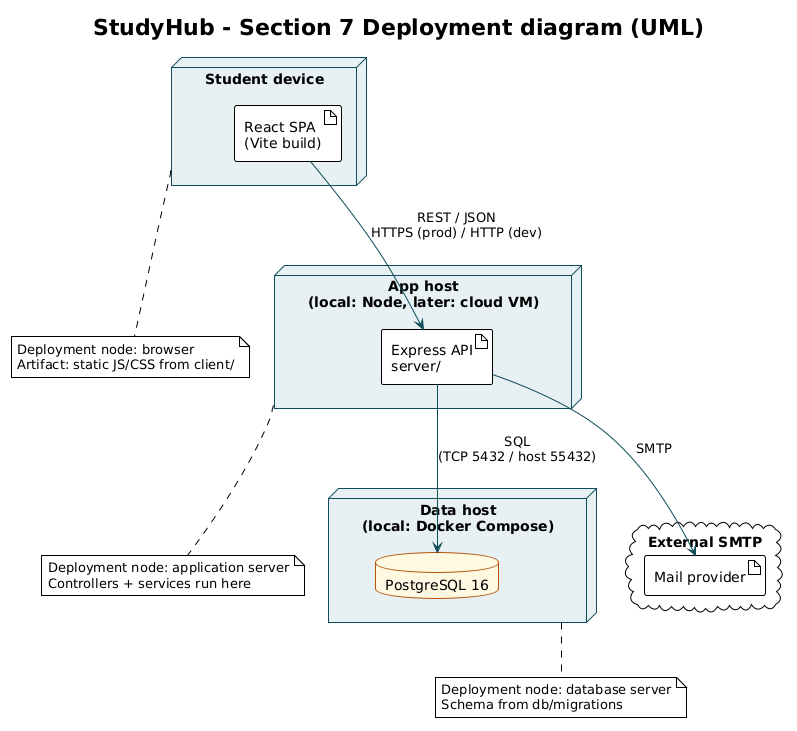 StudyHub - Section 7 Deployment diagram (UML)
Student device
React SPA
(Vite build)
REST / JSON
HTTPS (prod) / HTTP (dev)
App host
(local: Node, later: cloud VM)
Deployment node: browser
Artifact: static JS/CSS from client/
Express API
server/
SQL
(TCP 5432 / host 55432)
SMTP
Data host
(local: Docker Compose)
External SMTP
Deployment node: application server
Controllers + services run here
PostgreSQL 16
Mail provider
Deployment node: database server
Schema from db/migrations